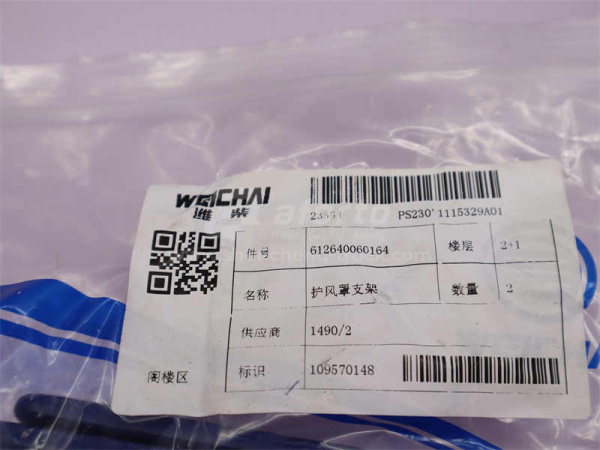 WEICHAI
潍柴
PS230'1115329A01
件号 612640060164 楼层 2+1
名称 护风罩支架 数量 2
供应商 1490/2
标识 109570148
阁楼区